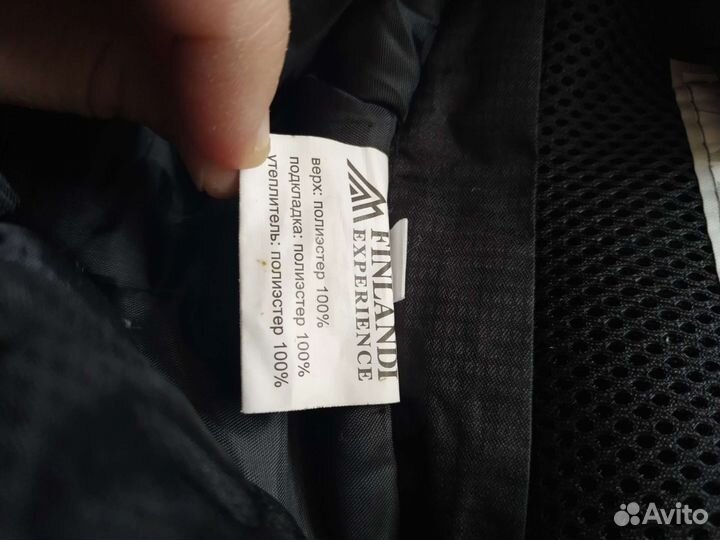 FINLANDI
EXPERIENCE
верх: полиэстер 100%
подкладка: полиэстер 100%
утеплитель: полиэстер 100%
Avito